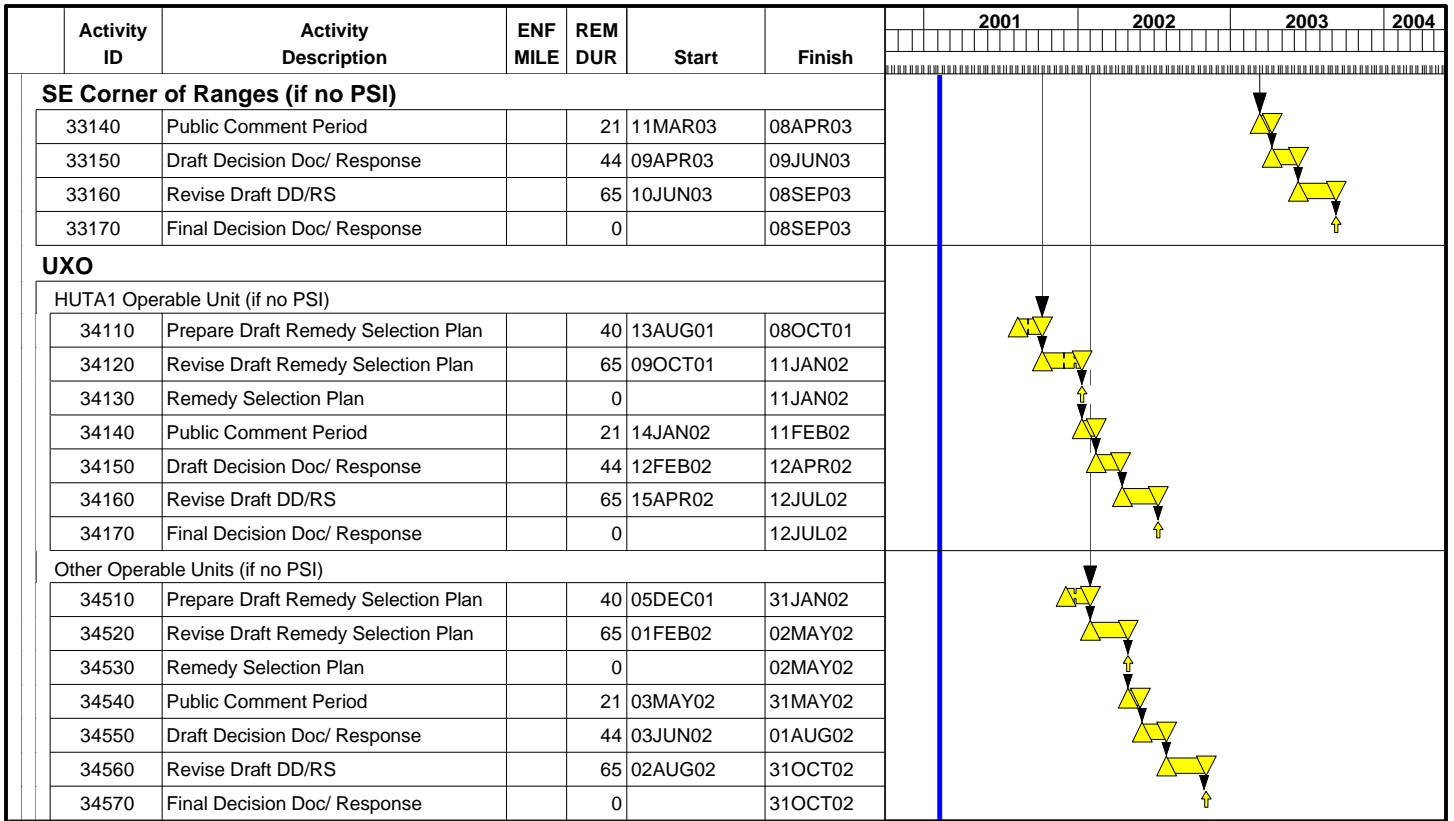 Activity ID Activity Description ENF MILE REM DUR Start Finish 2001 2002 2003 2004
SE Corner of Ranges (if no PSI)
33140 Public Comment Period 21 11MAR03 08APR03
33150 Draft Decision Doc/ Response 44 09APR03 09JUN03
33160 Revise Draft DD/RS 65 10JUN03 08SEP03
33170 Final Decision Doc/ Response 0 08SEP03
UXO
HUTA1 Operable Unit (if no PSI)
34110 Prepare Draft Remedy Selection Plan 40 13AUG01 08OCT01
34120 Revise Draft Remedy Selection Plan 65 09OCT01 11JAN02
34130 Remedy Selection Plan 0 11JAN02
34140 Public Comment Period 21 14JAN02 11FEB02
34150 Draft Decision Doc/ Response 44 12FEB02 12APR02
34160 Revise Draft DD/RS 65 15APR02 12JUL02
34170 Final Decision Doc/ Response 0 12JUL02
Other Operable Units (if no PSI)
34510 Prepare Draft Remedy Selection Plan 40 05DEC01 31JAN02
34520 Revise Draft Remedy Selection Plan 65 01FEB02 02MAY02
34530 Remedy Selection Plan 0 02MAY02
34540 Public Comment Period 21 03MAY02 31MAY02
34550 Draft Decision Doc/ Response 44 03JUN02 01AUG02
34560 Revise Draft DD/RS 65 02AUG02 31OCT02
34570 Final Decision Doc/ Response 0 31OCT02